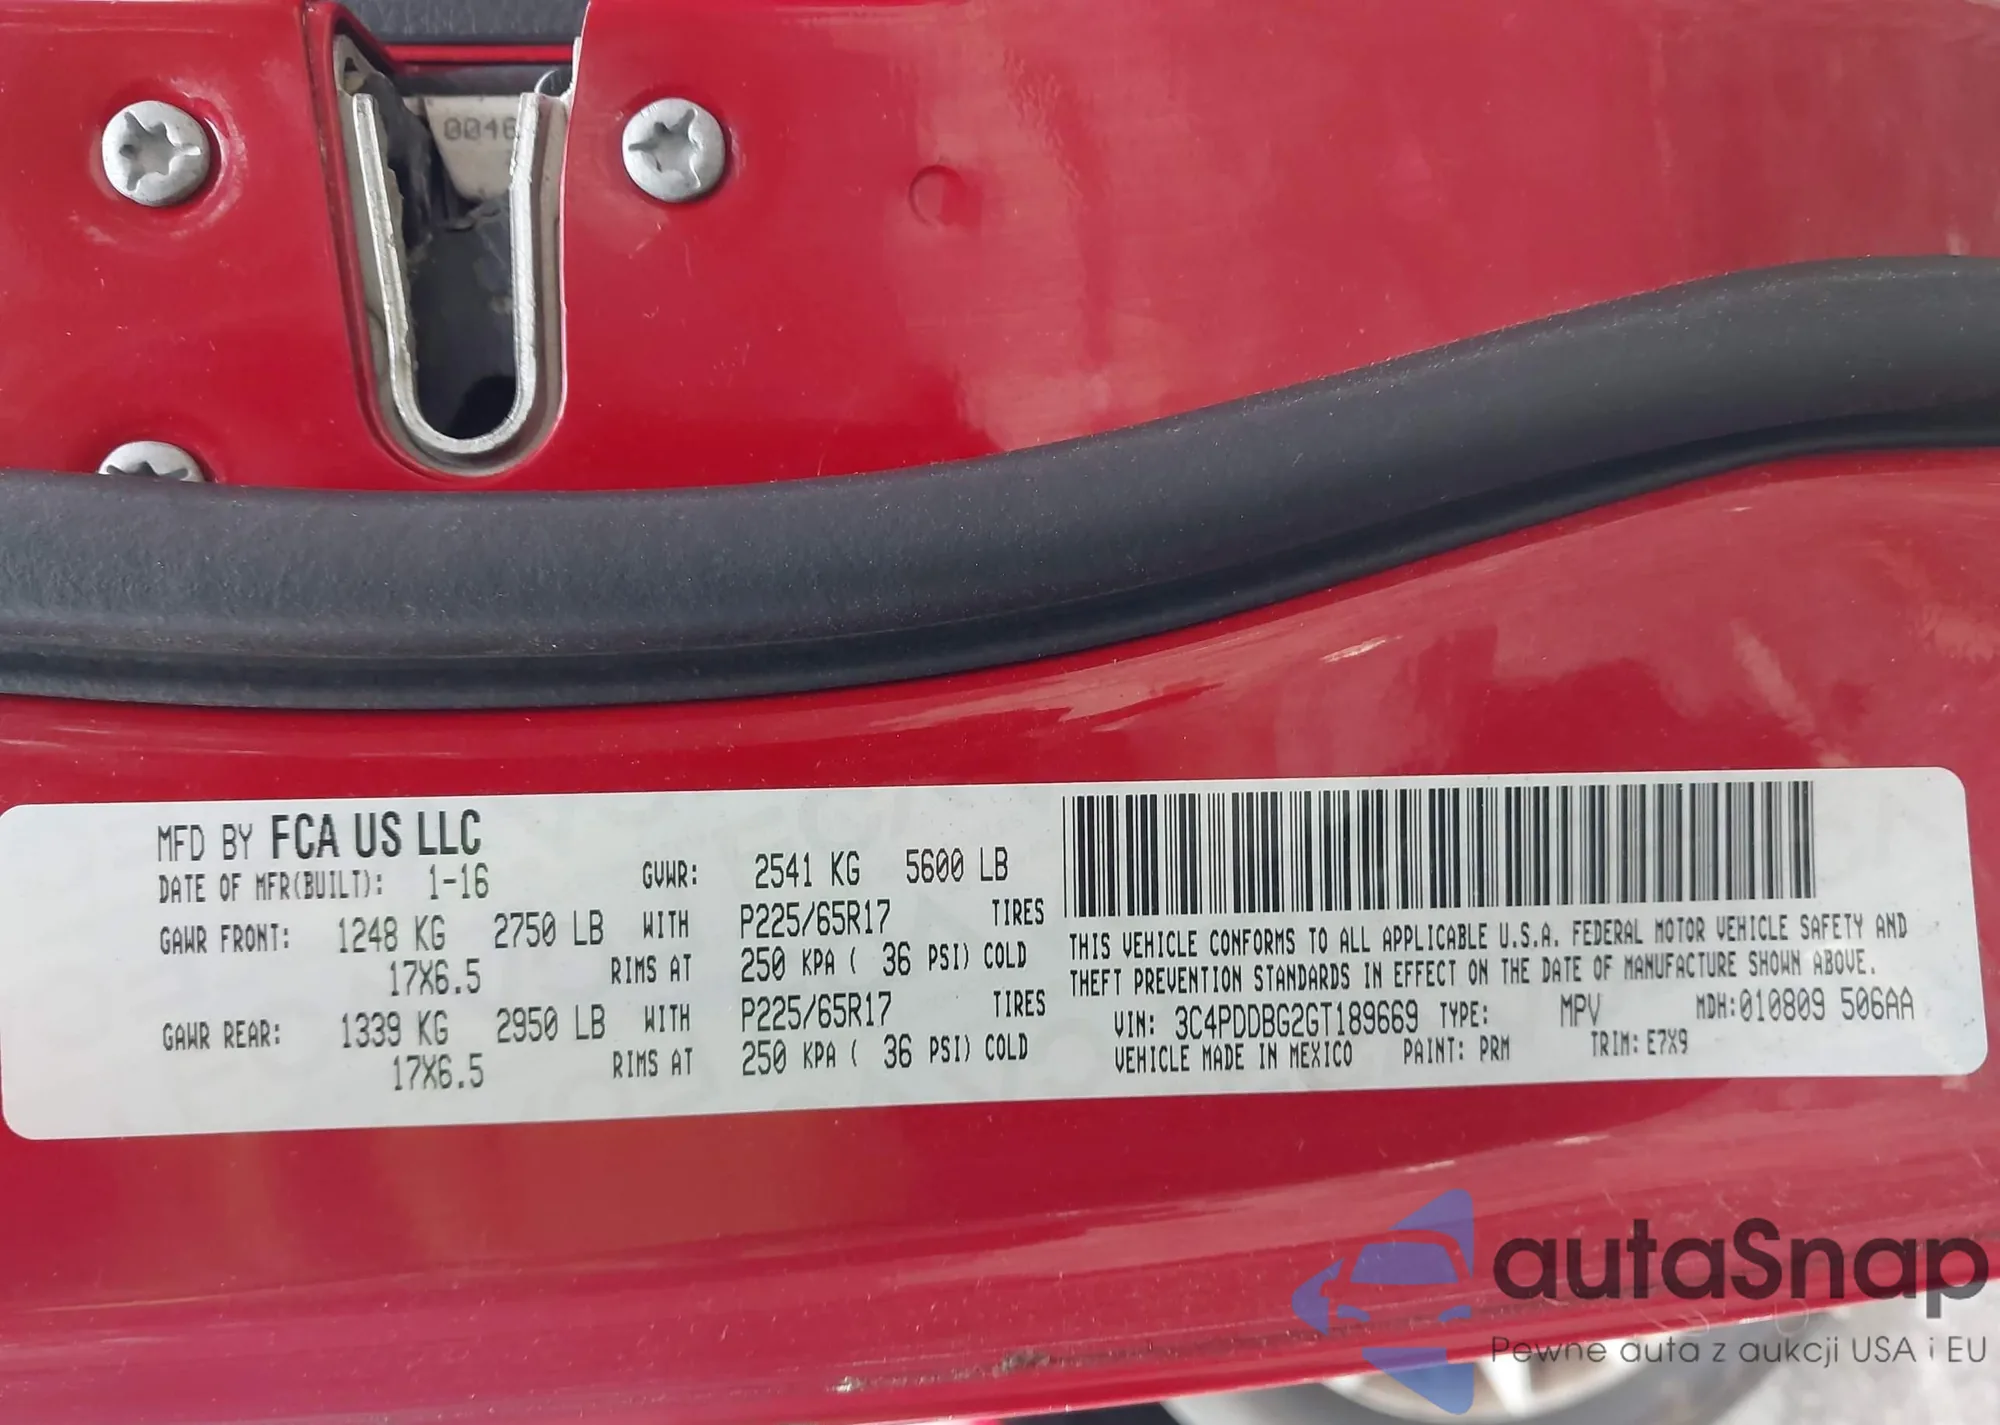 0046
MFD BY FCA US LLC
DATE OF MFR(BUILT): 1-16 GVWR: 2541 KG 5600 LB
GAWR FRONT: 1248 KG 2750 LB WITH P225/65R17 TIRES
17X6.5 RIMS AT 250 KPA ( 36 PSI) COLD
GAWR REAR: 1339 KG 2950 LB WITH P225/65R17 TIRES
17X6.5 RIMS AT 250 KPA ( 36 PSI) COLD
THIS VEHICLE CONFORMS TO ALL APPLICABLE U.S.A. FEDERAL MOTOR VEHICLE SAFETY AND
THEFT PREVENTION STANDARDS IN EFFECT ON THE DATE OF MANUFACTURE SHOWN ABOVE.
VIN: 3C4PDDBG2GT189669 TYPE: MPV MDH:010809 506AA
VEHICLE MADE IN MEXICO PAINT: PRM TRIM: E7X9
autaSnap
Pewne auta z aukcji USA i EU